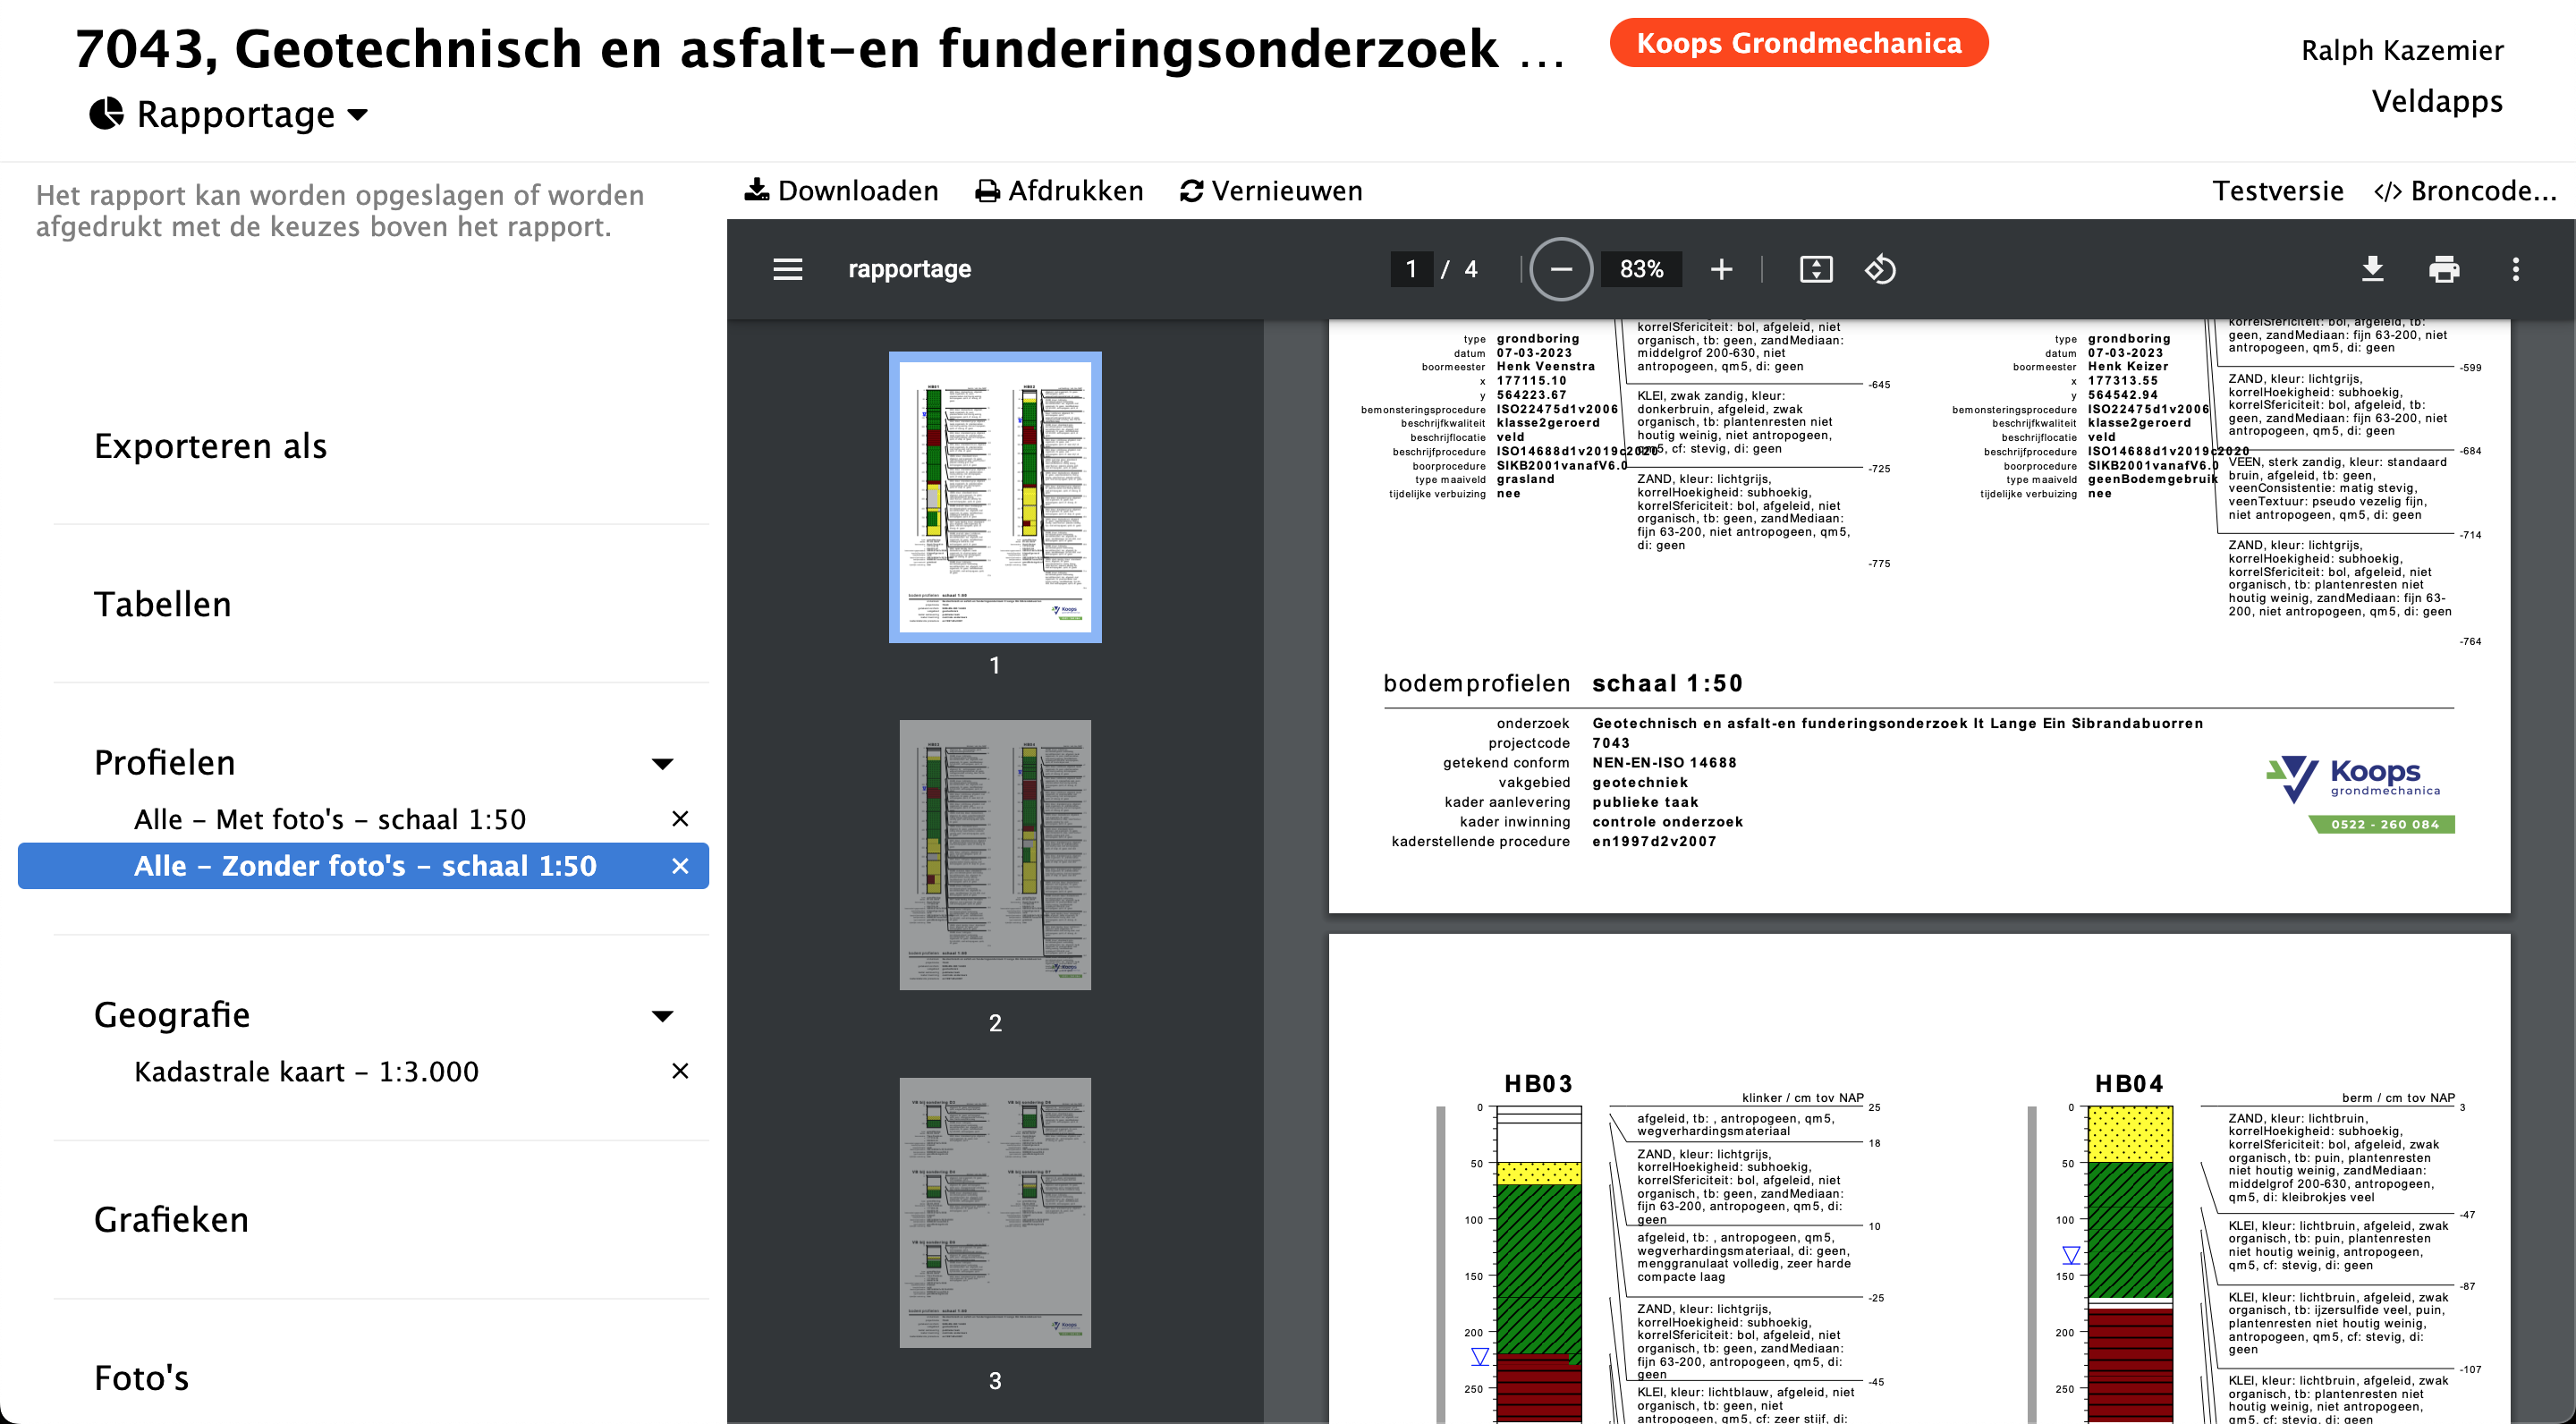 7043, Geotechnisch en asfalt-en funderingsonderzoek ...
Koops Grondmechanica
Ralph Kazemier
Rapportage
Veldapps
Het rapport kan worden opgeslagen of worden
afgedrukt met de keuzes boven het rapport.
Downloaden
Afdrukken
Vernieuwen
Testversie
</> Broncode...
rapportage
1 / 4
83%
Exporteren als
Tabellen
Profielen
Alle – Met foto's – schaal 1:50
Alle – Zonder foto's – schaal 1:50
Geografie
Kadastrale kaart – 1:3.000
Grafieken
Foto's
1
2
3
type grondboring
datum 07-03-2023
boormeester Henk Veenstra
x 177115.10
y 564223.67
bemonsteringsprocedure ISO22475d1v2006
beschrijfkwaliteit klasse2geroerd
beschrijflocatie veld
beschrijfprocedure ISO14688d1v2019c2020
boorprocedure SIKB2001vanafV6.0
type maaiveld grasland
tijdelijke verbuizing nee
korrelSfericiteit: bol, afgeleid, niet
organisch, tb: geen, zandMediaan:
middelgrof 200-630, niet
antropogeen, qm5, di: geen
-645
KLEI, zwak zandig, kleur:
donkerbruin, afgeleid, zwak
organisch, tb: plantenresten niet
houtig weinig, niet antropogeen,
qm5, cf: stevig, di: geen
-725
ZAND, kleur: lichtgrijs,
korrelHoekigheid: subhoekig,
korrelSfericiteit: bol, afgeleid, niet
organisch, tb: geen, zandMediaan:
fijn 63-200, niet antropogeen, qm5,
di: geen
-775
type grondboring
datum 07-03-2023
boormeester Henk Keizer
x 177313.55
y 564542.94
bemonsteringsprocedure ISO22475d1v2006
beschrijfkwaliteit klasse2geroerd
beschrijflocatie veld
beschrijfprocedure ISO14688d1v2019c2020
boorprocedure SIKB2001vanafV6.0
type maaiveld geenBodemgebruik
tijdelijke verbuizing nee
korrelSfericiteit: bol, afgeleid, tb:
geen, zandMediaan: fijn 63-200, niet
antropogeen, qm5, di: geen
-599
ZAND, kleur: lichtgrijs,
korrelHoekigheid: subhoekig,
korrelSfericiteit: bol, afgeleid, tb:
geen, zandMediaan: fijn 63-200, niet
antropogeen, qm5, di: geen
-684
VEEN, sterk zandig, kleur: standaard
bruin, afgeleid, tb: geen,
veenConsistentie: matig stevig,
veenTextuur: pseudo vezelig fijn,
niet antropogeen, qm5, di: geen
-714
ZAND, kleur: lichtgrijs,
korrelHoekigheid: subhoekig,
korrelSfericiteit: bol, afgeleid, niet
organisch, tb: plantenresten niet
houtig weinig, zandMediaan: fijn 63-
200, niet antropogeen, qm5, di: geen
-764
bodemprofielen schaal 1:50
onderzoek Geotechnisch en asfalt-en funderingsonderzoek It Lange Ein Sibrandabuorren
projectcode 7043
getekend conform NEN-EN-ISO 14688
vakgebied geotechniek
kader aanlevering publieke taak
kader inwinning controle onderzoek
kaderstellende procedure en1997d2v2007
Koops
grondmechanica
0522 - 260 084
HB03
klinker / cm tov NAP
0
50
100
150
200
250
25
afgeleid, tb: , antropogeen, qm5,
wegverhardingsmateriaal
18
ZAND, kleur: lichtgrijs,
korrelHoekigheid: subhoekig,
korrelSfericiteit: bol, afgeleid, niet
organisch, tb: geen, zandMediaan:
fijn 63-200, antropogeen, qm5, di:
geen
10
afgeleid, tb: , antropogeen, qm5,
wegverhardingsmateriaal, di: geen,
menggranulaat volledig, zeer harde
compacte laag
-25
ZAND, kleur: lichtgrijs,
korrelHoekigheid: subhoekig,
korrelSfericiteit: bol, afgeleid, niet
organisch, tb: geen, zandMediaan:
fijn 63-200, antropogeen, qm5, di:
geen
-45
KLEI, kleur: lichtblauw, afgeleid, niet
organisch, tb: geen, niet
antropogeen, qm5, cf: zeer stijf, di:
HB04
berm / cm tov NAP
0
50
100
150
200
250
3
ZAND, kleur: lichtbruin,
korrelHoekigheid: subhoekig,
korrelSfericiteit: bol, afgeleid, zwak
organisch, tb: puin, plantenresten
niet houtig weinig, zandMediaan:
middelgrof 200-630, antropogeen,
qm5, di: kleibrokjes veel
-47
KLEI, kleur: lichtbruin, afgeleid, zwak
organisch, tb: puin, plantenresten
niet houtig weinig, antropogeen,
qm5, cf: stevig, di: geen
-87
KLEI, kleur: lichtbruin, afgeleid, zwak
organisch, tb: ijzersulfide veel, puin,
plantenresten niet houtig weinig,
antropogeen, qm5, cf: stevig, di:
geen
-107
KLEI, kleur: lichtbruin, afgeleid, zwak
organisch, tb: plantenresten niet
houtig weinig, niet antropogeen,
qm5, cf: stevig, di: geen